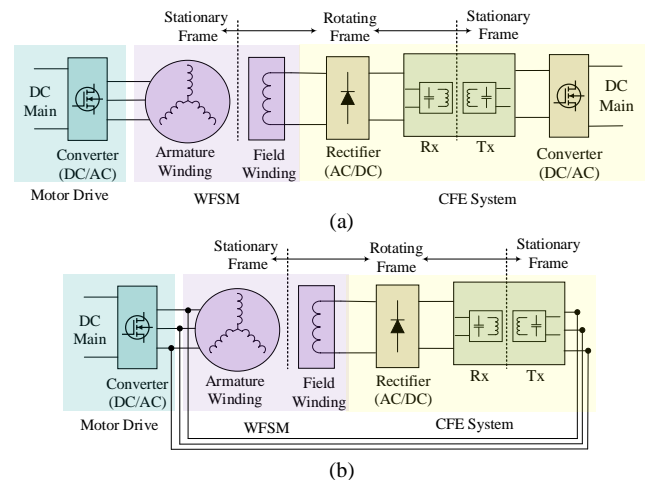 Stationary
Frame
Rotating
Frame
Stationary
Frame
DC
Main
DC
Main
Converter
(DC/AC)
Armature
Winding
Field
Winding
Rectifier
(AC/DC)
Rx
Tx
Converter
(DC/AC)
Motor Drive
WFSM
CFE System
(a)
Stationary
Frame
Rotating
Frame
Stationary
Frame
DC
Main
Converter
(DC/AC)
Armature
Winding
Field
Winding
Rectifier
(AC/DC)
Rx
Tx
Motor Drive
WFSM
CFE System
(b)